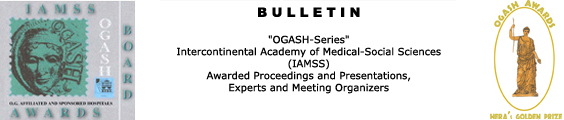 IAMSS
OGASH
BOARD
OGASHET
O.G. AFFILIATED AND SPONSORED HOSPITALS
AWARDS
BULLETIN
"OGASH-Series"
Intercontinental Academy of Medical-Social Sciences
(IAMSS)
Awarded Proceedings and Presentations,
Experts and Meeting Organizers
OGASH AWARDS
HERA's GOLDEN PRIZE